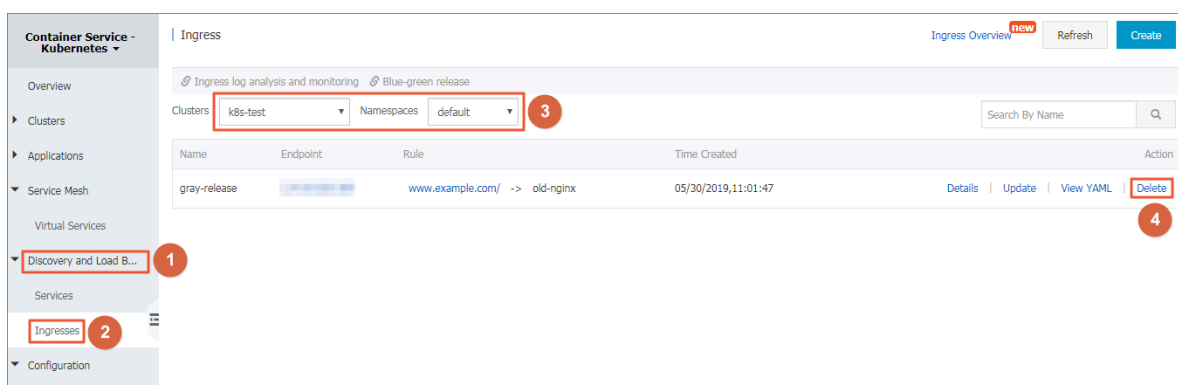 Container Service -
Kubernetes
Overview
Clusters
Applications
Service Mesh
Virtual Services
Discovery and Load B...
1
Services
Ingresses
2
Configuration
Ingress
Ingress Overview
new
Refresh
Create
Ingress log analysis and monitoring Blue-green release
Clusters k8s-test Namespaces default
3
Search By Name
Name Endpoint Rule Time Created Action
gray-release www.example.com/ -> old-nginx 05/30/2019,11:01:47 Details | Update | View YAML | Delete
4